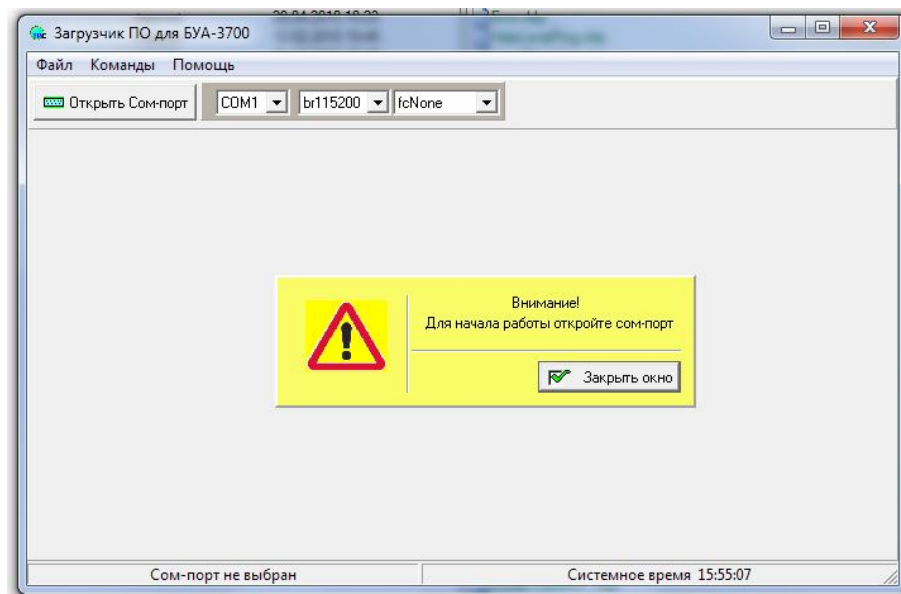 Загрузчик ПО для БУА-3700
Файл Команды Помощь
Открыть Com-порт COM1 br115200 fcNone
Внимание!
Для начала работы откройте сом-порт
Закрыть окно
Сом-порт не выбран Системное время 15:55:07